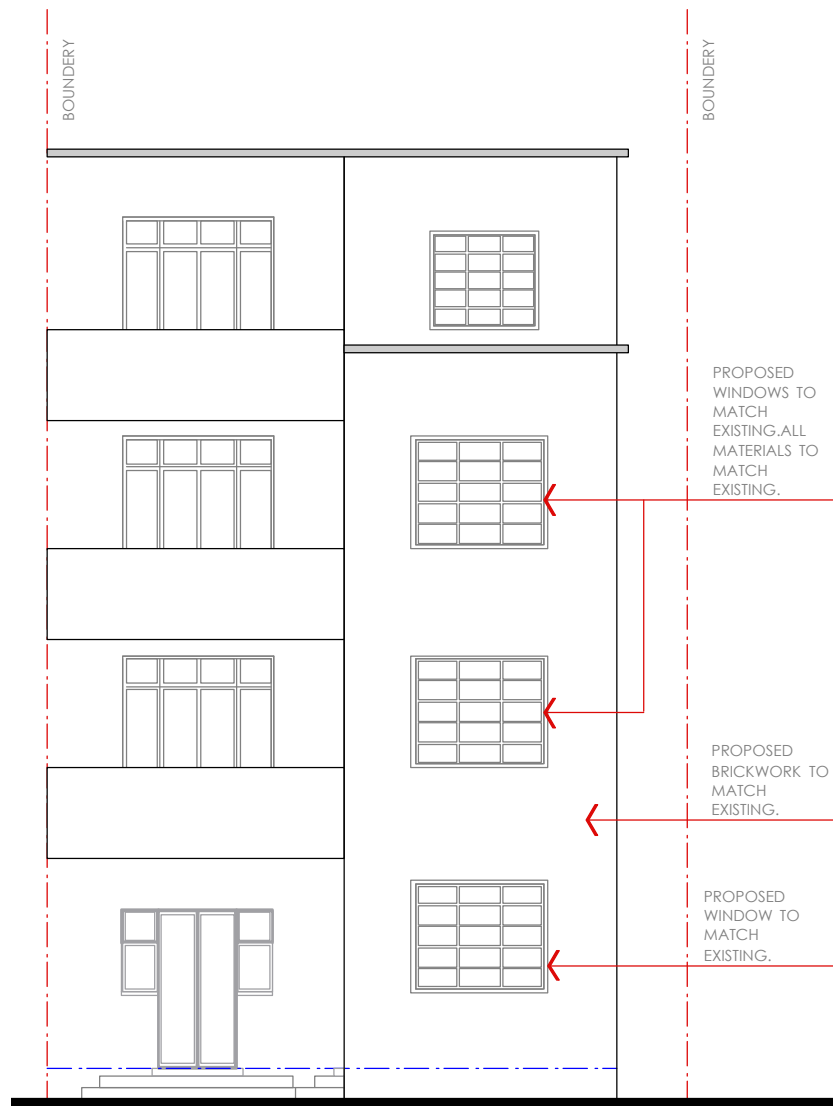 BOUNDERY
BOUNDERY
PROPOSED
WINDOWS TO
MATCH
EXISTING.ALL
MATERIALS TO
MATCH
EXISTING.
PROPOSED
BRICKWORK TO
MATCH
EXISTING.
PROPOSED
WINDOW TO
MATCH
EXISTING.